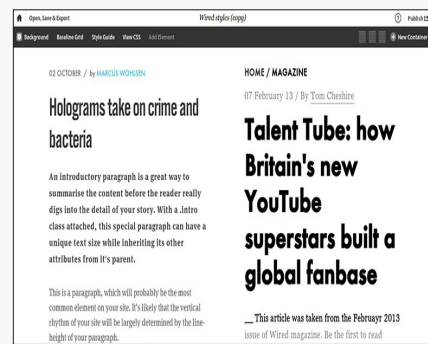 Open, Save & Export
Wired styles (copy)
Publish
Background Baseline Grid Style Guide View CSS Add Element
New Container
02 OCTOBER / by MARCUS WOHLSEN
Holograms take on crime and
bacteria
An introductory paragraph is a great way to
summarise the content before the reader really
digs into the detail of your story. With a .intro
class attached, this special paragraph can have a
unique text size while inheriting its other
attributes from it's parent.
This is a paragraph, which will probably be the most
common element on your site. It's likely that the vertical
rhythm of your site will be largely determined by the line-
height of your paragraph.
HOME / MAGAZINE
07 February 13 / By Tom Cheshire
Talent Tube: how
Britain's new
YouTube
superstars built a
global fanbase
__ This article was taken from the Februayr 2013
issue of Wired magazine. Be the first to read